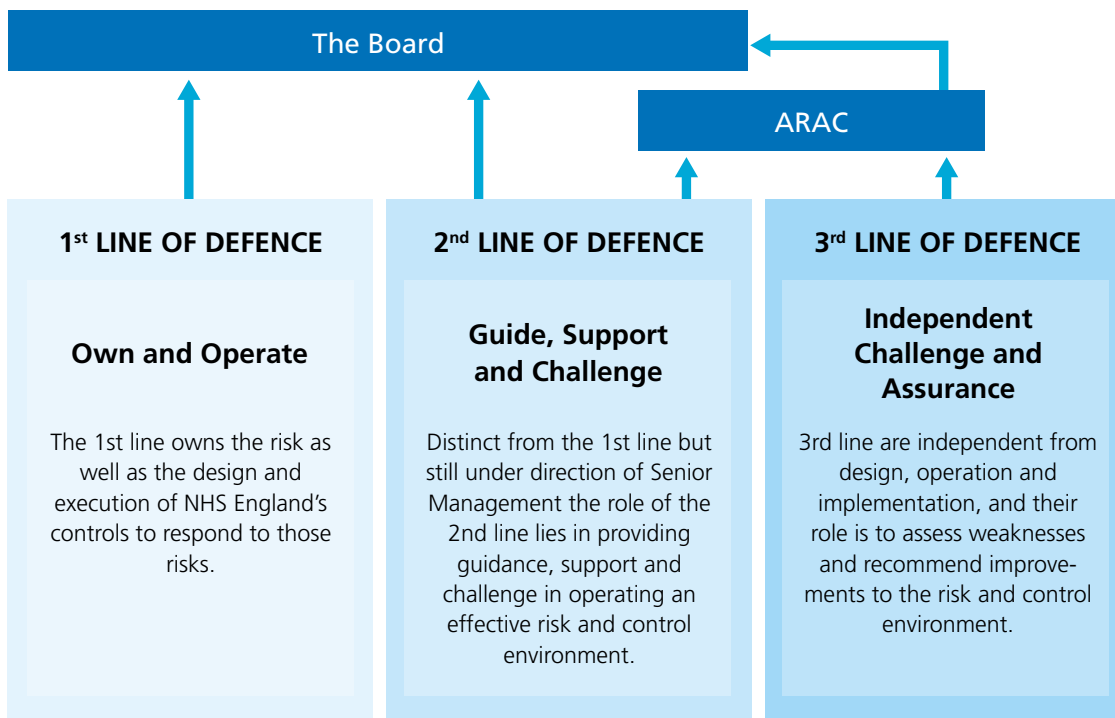 The Board
ARAC
1st LINE OF DEFENCE
Own and Operate
The 1st line owns the risk as
well as the design and
execution of NHS England’s
controls to respond to those
risks.
2nd LINE OF DEFENCE
Guide, Support
and Challenge
Distinct from the 1st line but
still under direction of Senior
Management the role of the
2nd line lies in providing
guidance, support and
challenge in operating an
effective risk and control
environment.
3rd LINE OF DEFENCE
Independent
Challenge and
Assurance
3rd line are independent from
design, operation and
implementation, and their
role is to assess weaknesses
and recommend improve-
ments to the risk and control
environment.